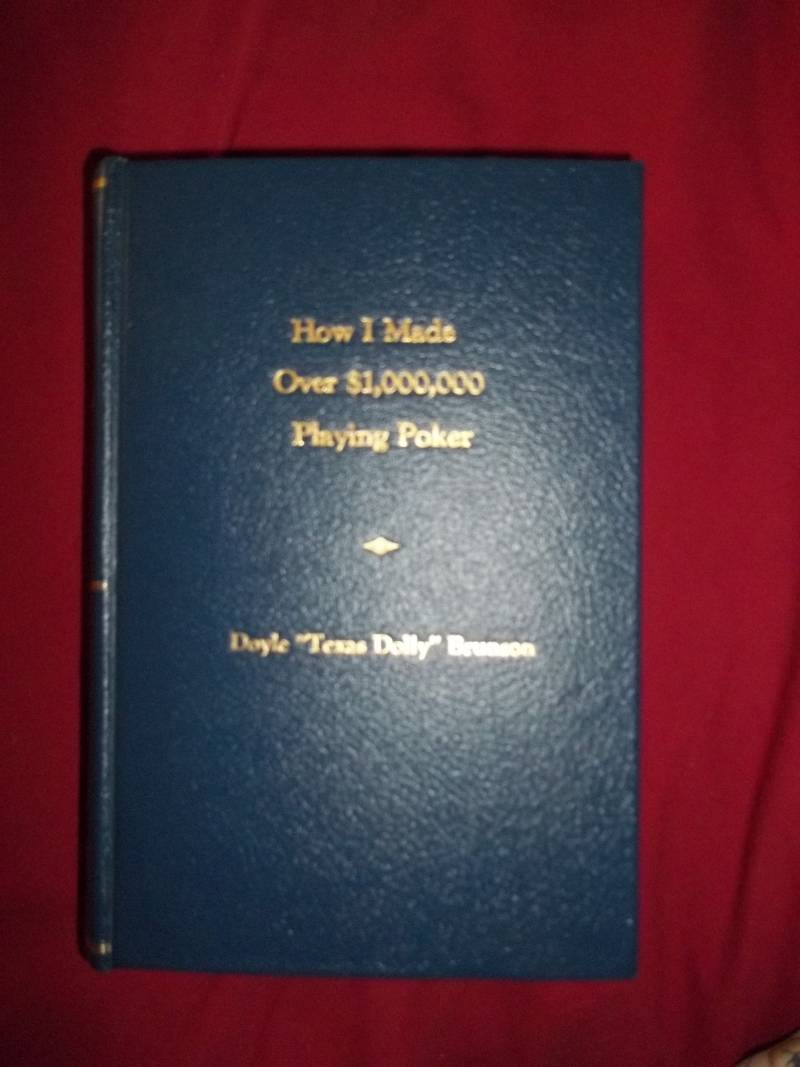 How I Made
Over $1,000,000
Playing Poker
Doyle "Texas Dolly" Brunson